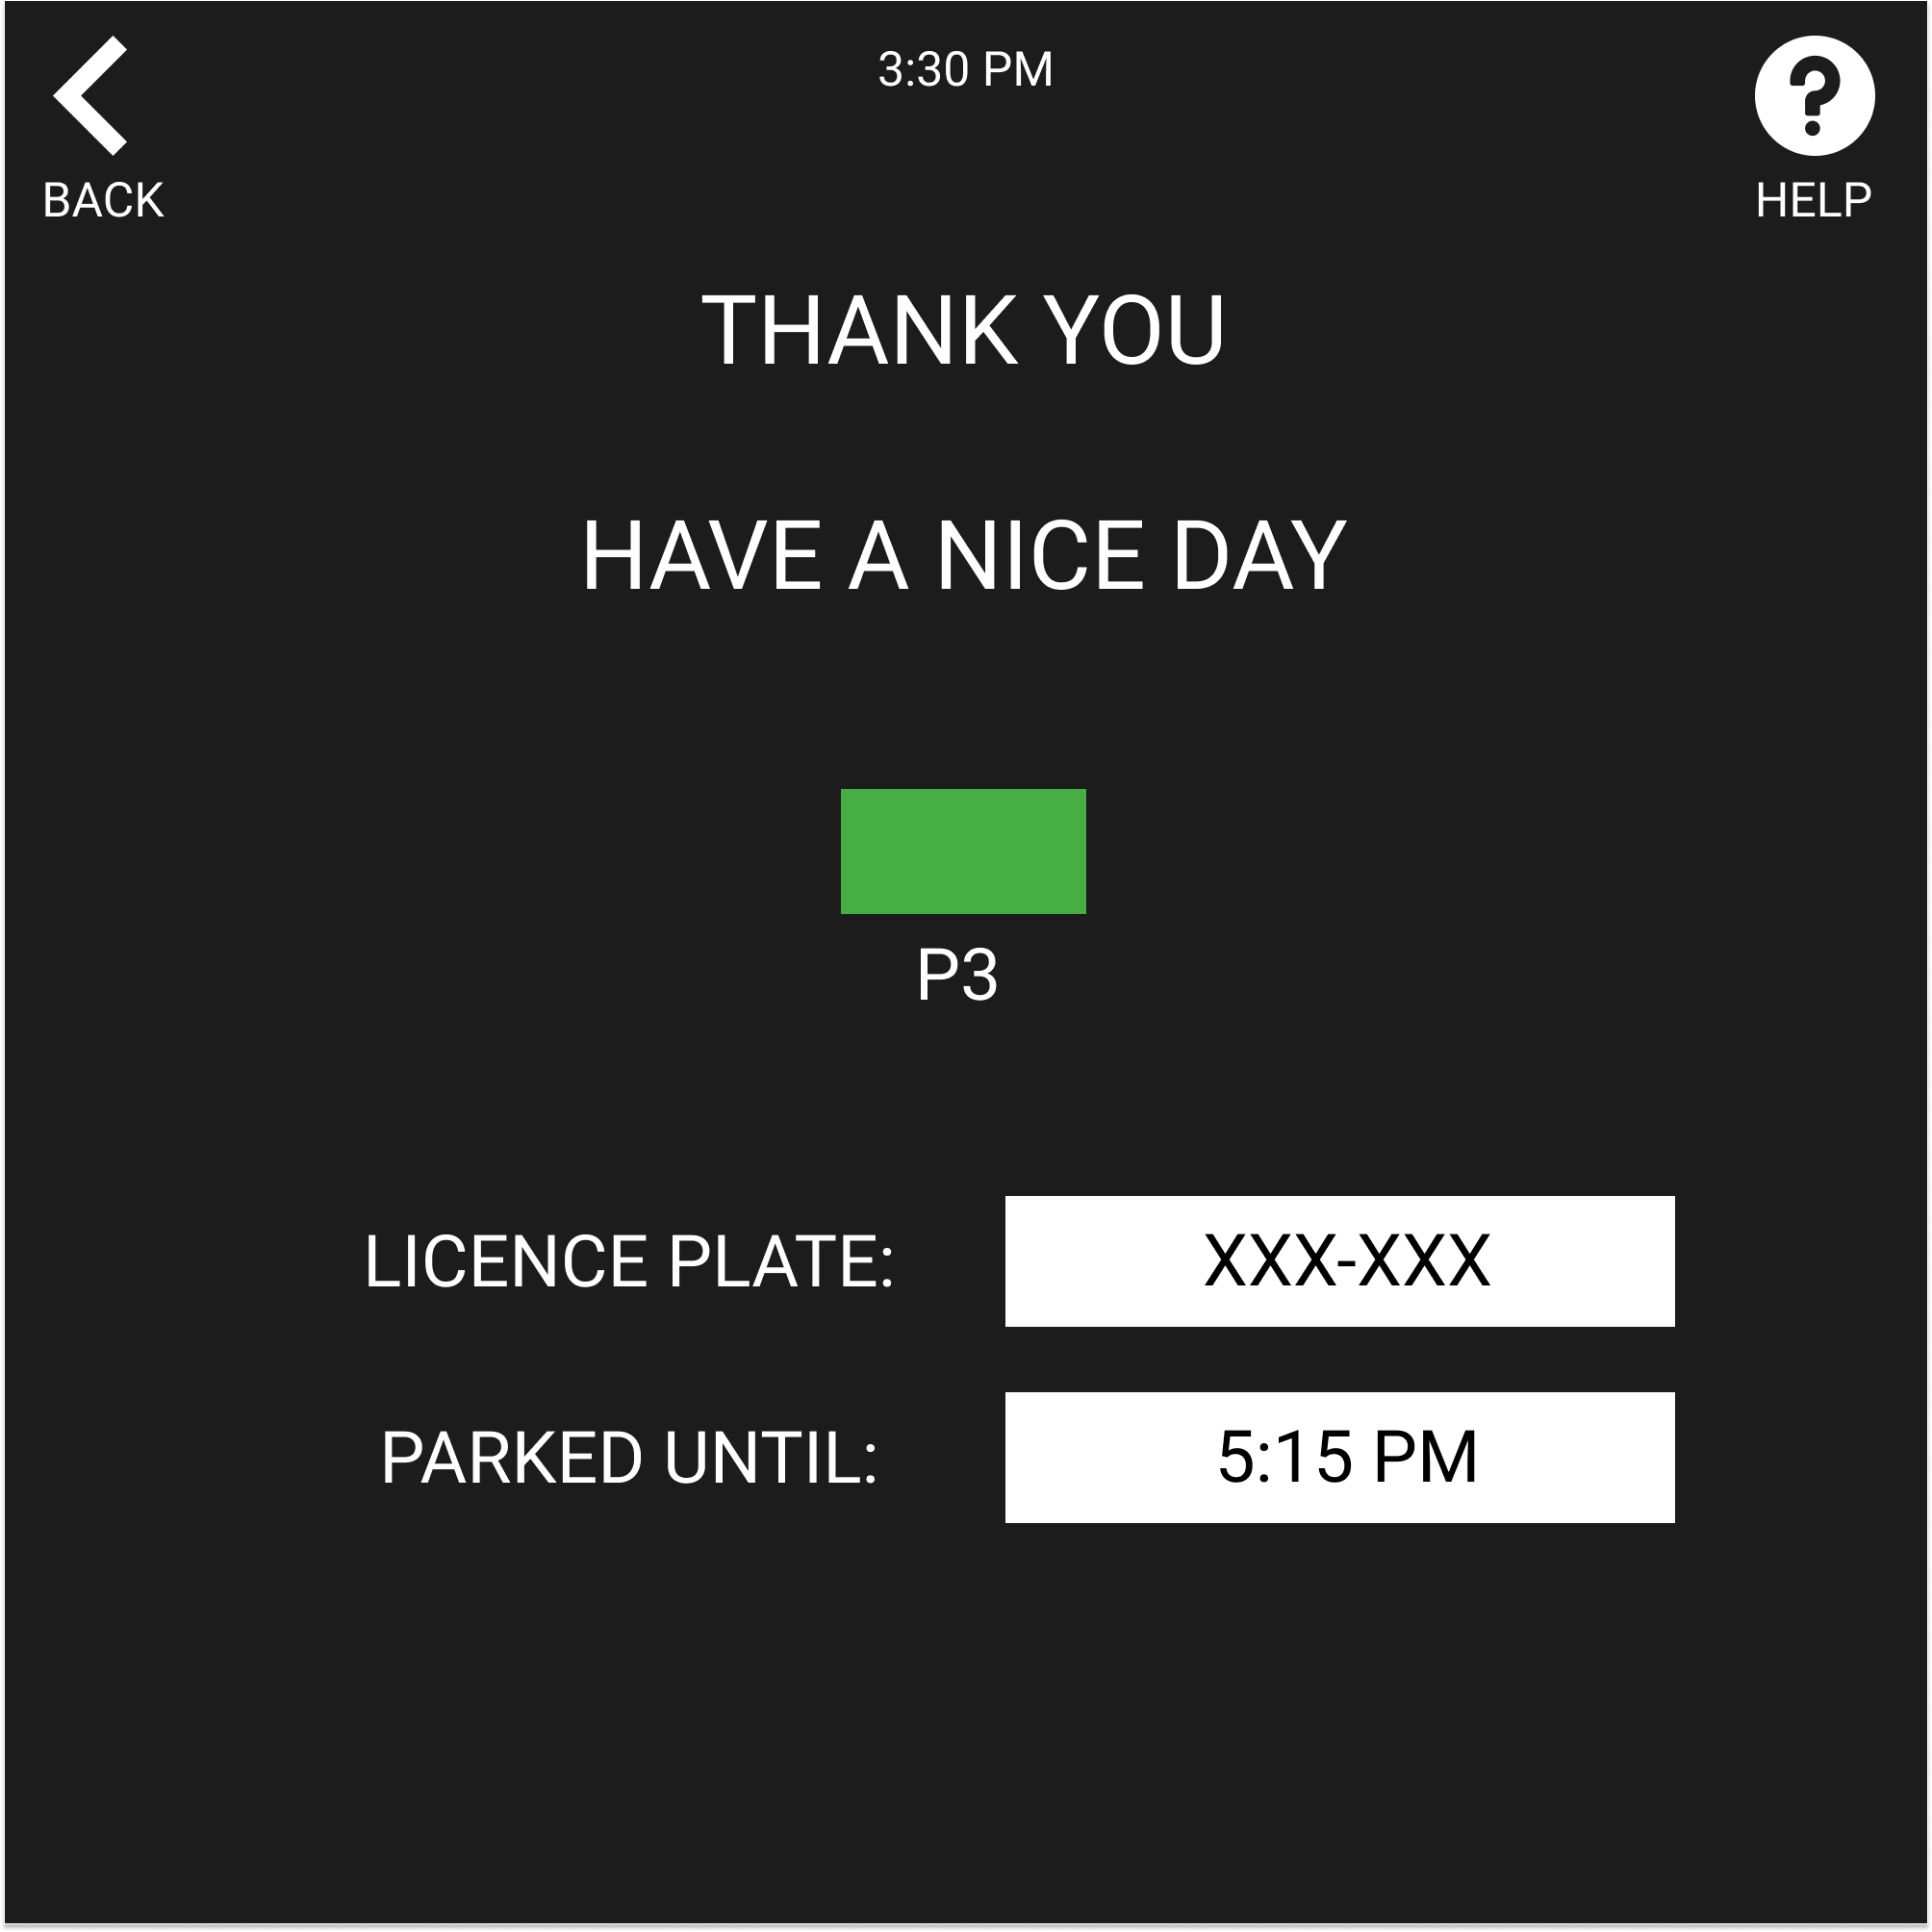 3:30 PM
BACK
HELP
THANK YOU
HAVE A NICE DAY
P3
LICENCE PLATE: XXX-XXX
PARKED UNTIL: 5:15 PM